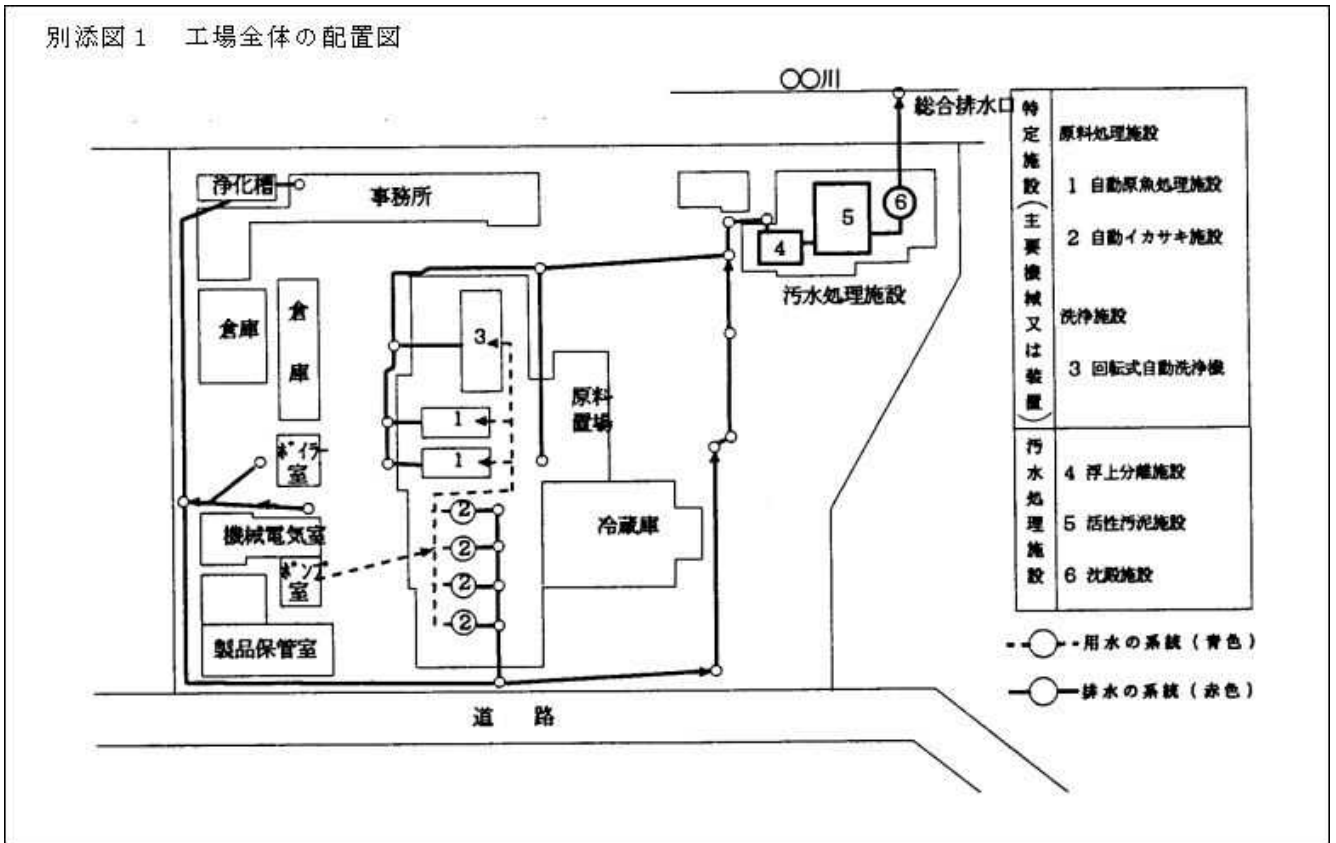 別添図1 工場全体の配置図
○○川
総合排水口
浄化槽
事務所
6
5
4
汚水処理施設
倉庫
倉庫
3
原料
置場
1
1
ボイラー
室
2
2
2
2
冷蔵庫
機械電気室
ポンプ
室
製品保管室
道路
特定施設(主要機械又は装置)
原料処理施設
1 自動原魚処理施設
2 自動イカサキ施設
洗浄施設
3 回転式自動洗浄機
汚水処理施設
4 浮上分離施設
5 活性汚泥施設
6 沈殿施設
用水の系統(青色)
排水の系統(赤色)